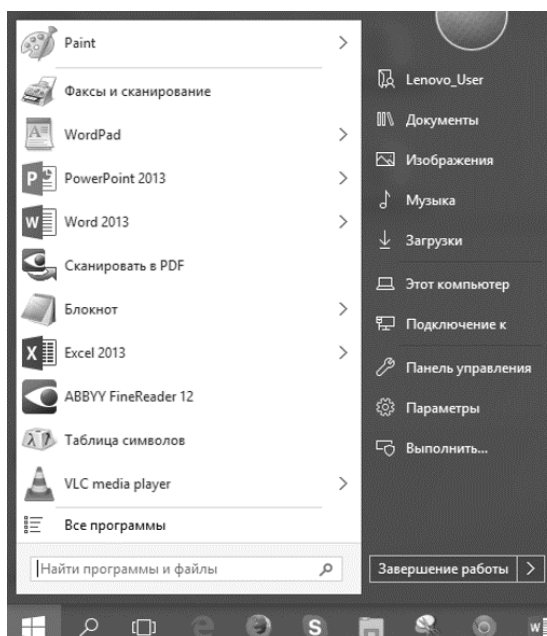 Paint
Факсы и сканирование
WordPad
PowerPoint 2013
Word 2013
Сканировать в PDF
Блокнот
Excel 2013
ABBYY FineReader 12
Таблица символов
VLC media player
Все программы
Найти программы и файлы
Lenovo_User
Документы
Изображения
Музыка
Загрузки
Этот компьютер
Подключение к
Панель управления
Параметры
Выполнить...
Завершение работы